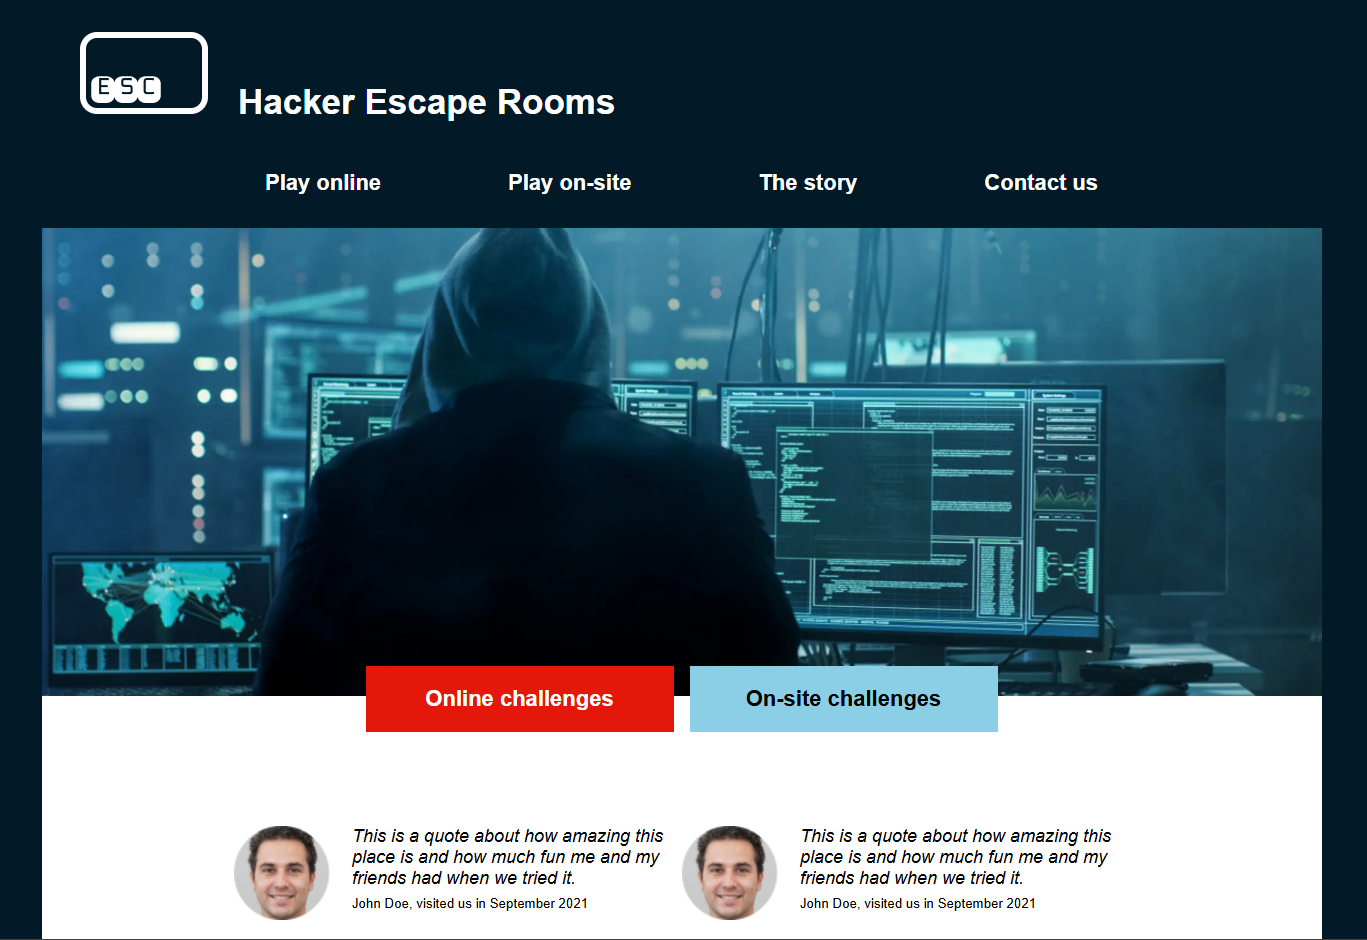 ESC
Hacker Escape Rooms
Play online
Play on-site
The story
Contact us
Online challenges
On-site challenges
This is a quote about how amazing this
place is and how much fun me and my
friends had when we tried it.
John Doe, visited us in September 2021
This is a quote about how amazing this
place is and how much fun me and my
friends had when we tried it.
John Doe, visited us in September 2021